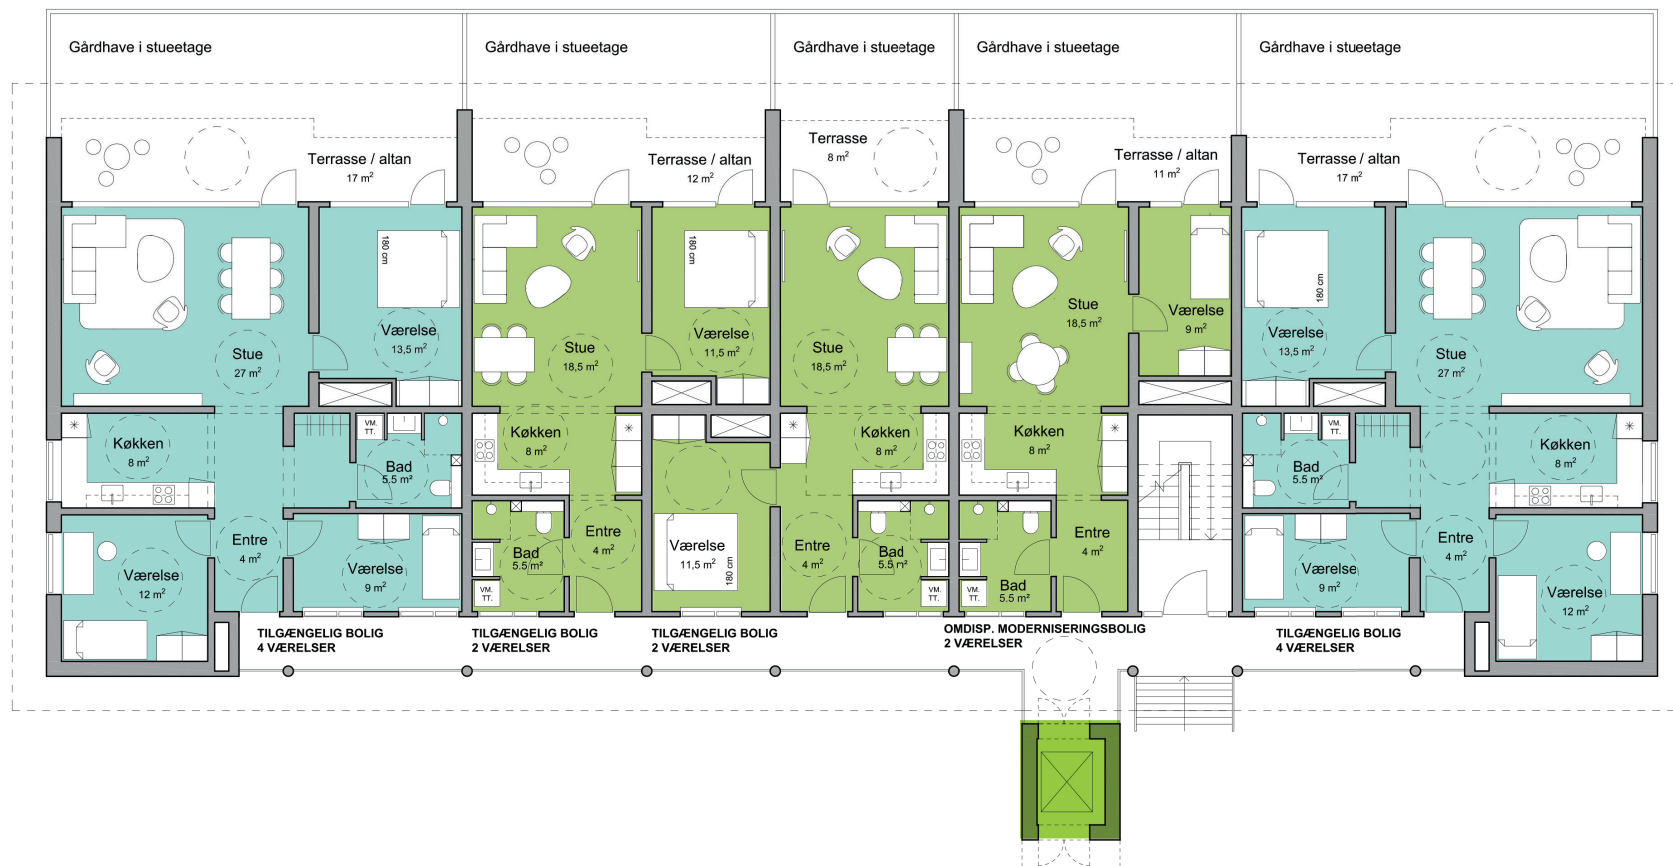 Gårdhave i stueetage
Gårdhave i stueetage
Gårdhave i stueetage
Gårdhave i stueetage
Gårdhave i stueetage
Terrasse / altan
17 m²
Terrasse / altan
12 m²
Terrasse
8 m²
Terrasse / altan
11 m²
Terrasse / altan
17 m²
180 cm
Værelse
13,5 m²
Stue
27 m²
Stue
18,5 m²
180 cm
Værelse
11,5 m²
Stue
18,5 m²
Stue
18,5 m²
Værelse
9 m²
180 cm
Værelse
13,5 m²
Stue
27 m²
Køkken
8 m²
VM.
TT.
Bad
5.5 m²
Køkken
8 m²
Køkken
8 m²
Køkken
8 m²
VM.
TT.
Bad
5.5 m²
Køkken
8 m²
Entre
4 m²
Værelse
12 m²
Værelse
9 m²
Bad
5.5 m²
VM.
TT.
Entre
4 m²
Værelse
11,5 m²
180 cm
Entre
4 m²
Bad
5.5 m²
VM.
TT.
VM.
TT.
Bad
5.5 m²
Entre
4 m²
Værelse
9 m²
Entre
4 m²
Værelse
12 m²
TILGÆNGELIG BOLIG
4 VÆRELSER
TILGÆNGELIG BOLIG
2 VÆRELSER
TILGÆNGELIG BOLIG
2 VÆRELSER
OMDISP. MODERNISERINGSBOLIG
2 VÆRELSER
TILGÆNGELIG BOLIG
4 VÆRELSER